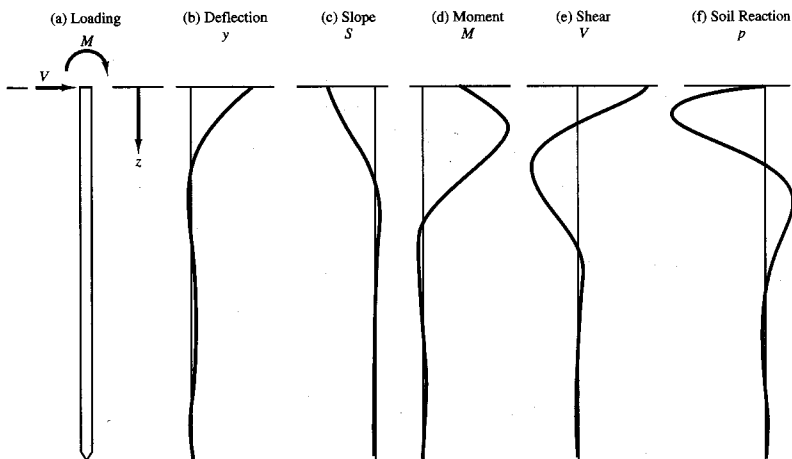 (a) Loading
M
V
z
(b) Deflection
y
(c) Slope
S
(d) Moment
M
(e) Shear
V
(f) Soil Reaction
p